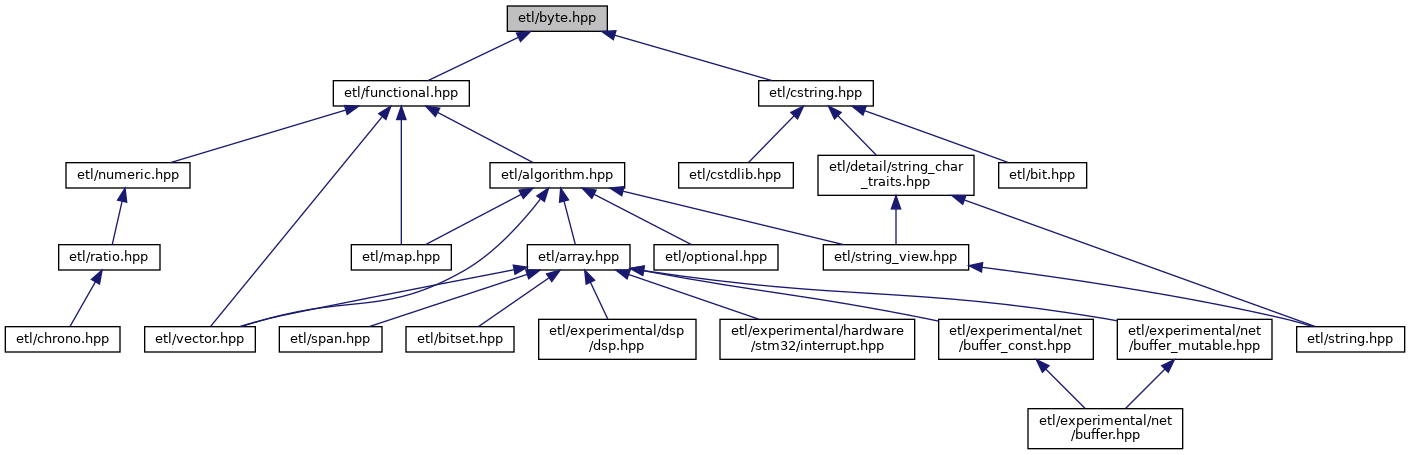 etl/byte.hpp
etl/functional.hpp
etl/cstring.hpp
etl/numeric.hpp
etl/algorithm.hpp
etl/cstdlib.hpp
etl/detail/string_char
_traits.hpp
etl/bit.hpp
etl/ratio.hpp
etl/map.hpp
etl/array.hpp
etl/optional.hpp
etl/string_view.hpp
etl/chrono.hpp
etl/vector.hpp
etl/span.hpp
etl/bitset.hpp
etl/experimental/dsp
/dsp.hpp
etl/experimental/hardware
/stm32/interrupt.hpp
etl/experimental/net
/buffer_const.hpp
etl/experimental/net
/buffer_mutable.hpp
etl/string.hpp
etl/experimental/net
/buffer.hpp